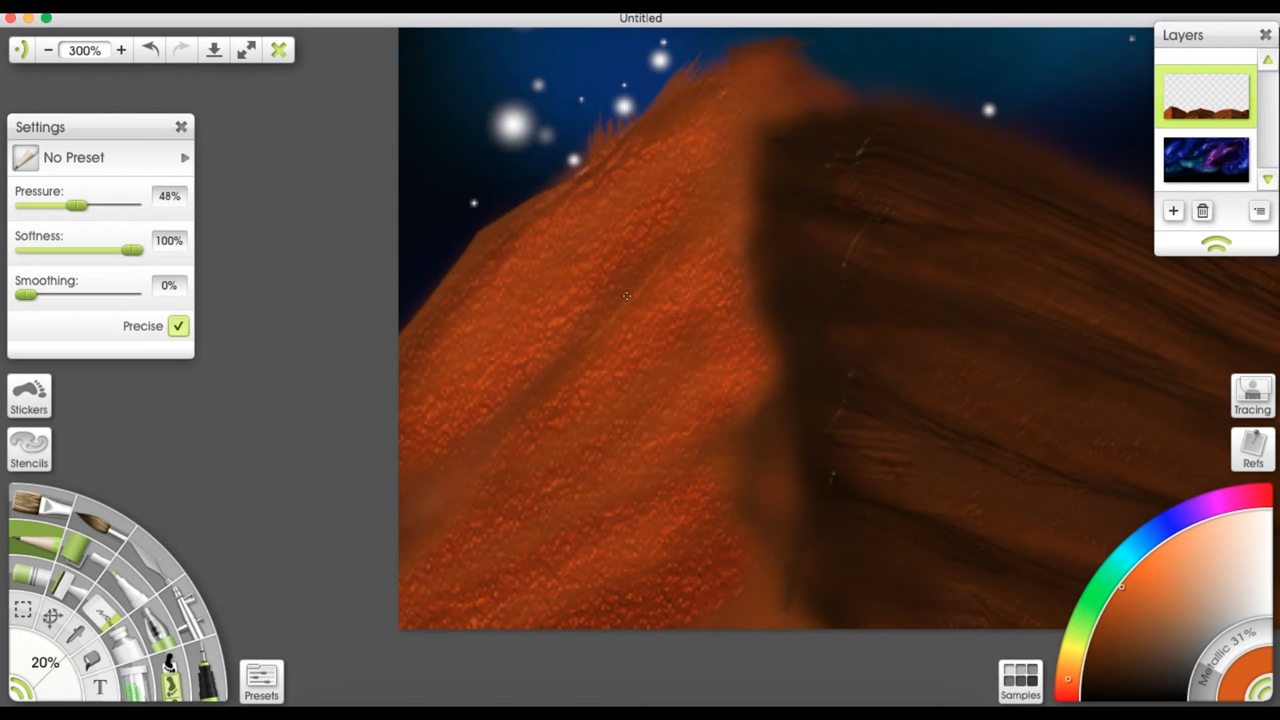 Untitled
300%
Layers
Settings
No Preset
Pressure:
48%
Softness:
100%
Smoothing:
0%
Precise
Stickers
Stencils
Tracing
Refs
20%
T
Presets
Samples
Metallic 31%